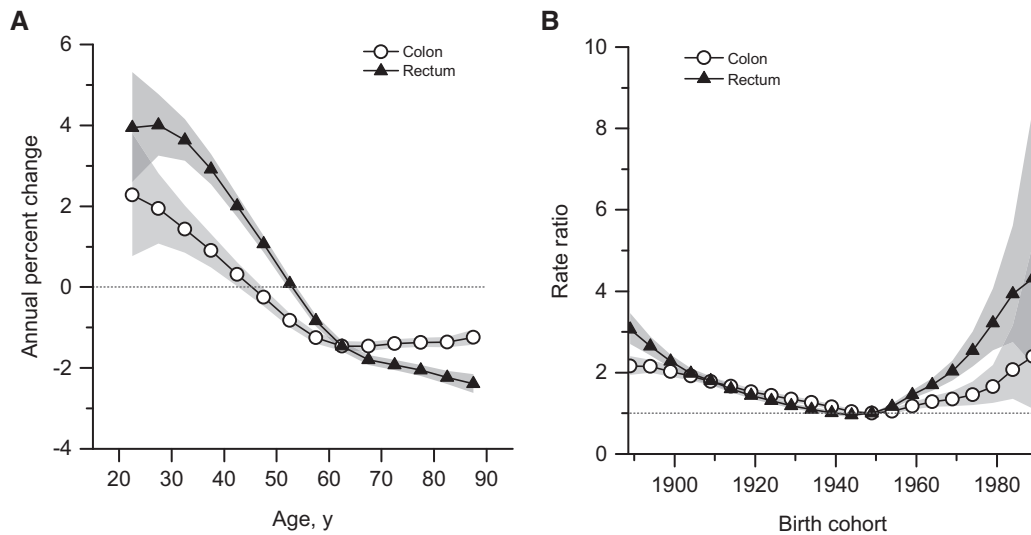 A
6
4
2
0
-2
-4
Annual percent change
Colon
Rectum
20 30 40 50 60 70 80 90
Age, y
B
10
8
6
4
2
0
Rate ratio
Colon
Rectum
1900 1920 1940 1960 1980
Birth cohort